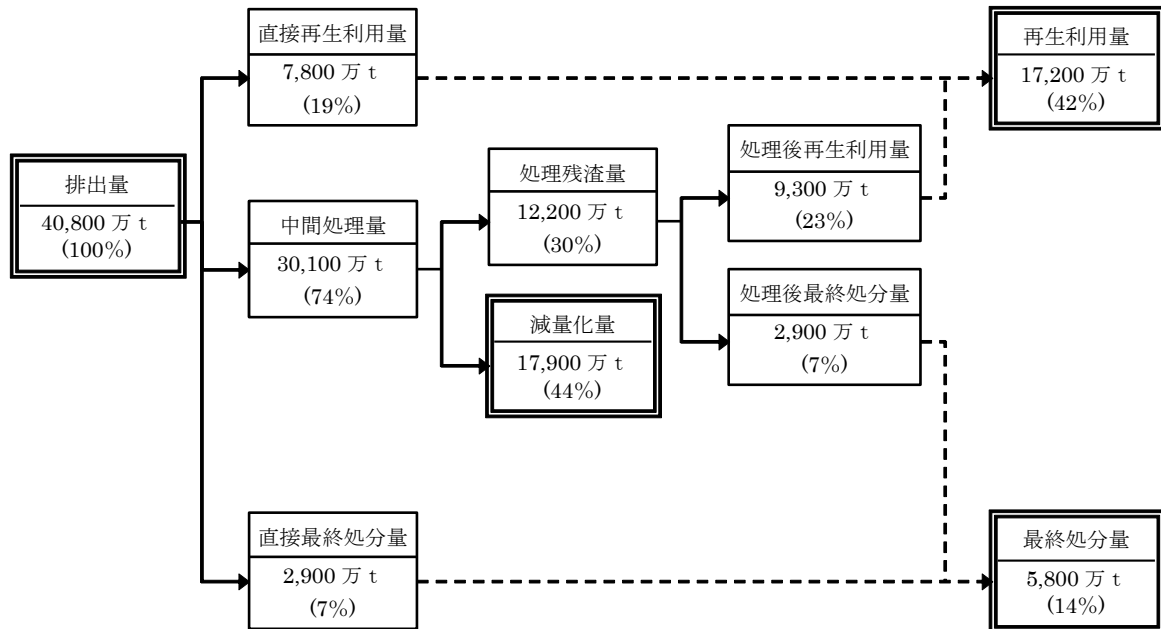 直接再生利用量
7,800 万 t
(19%)
再生利用量
17,200 万 t
(42%)
排出量
40,800 万 t
(100%)
中間処理量
30,100 万 t
(74%)
処理残渣量
12,200 万 t
(30%)
処理後再生利用量
9,300 万 t
(23%)
減量化量
17,900 万 t
(44%)
処理後最終処分量
2,900 万 t
(7%)
直接最終処分量
2,900 万 t
(7%)
最終処分量
5,800 万 t
(14%)